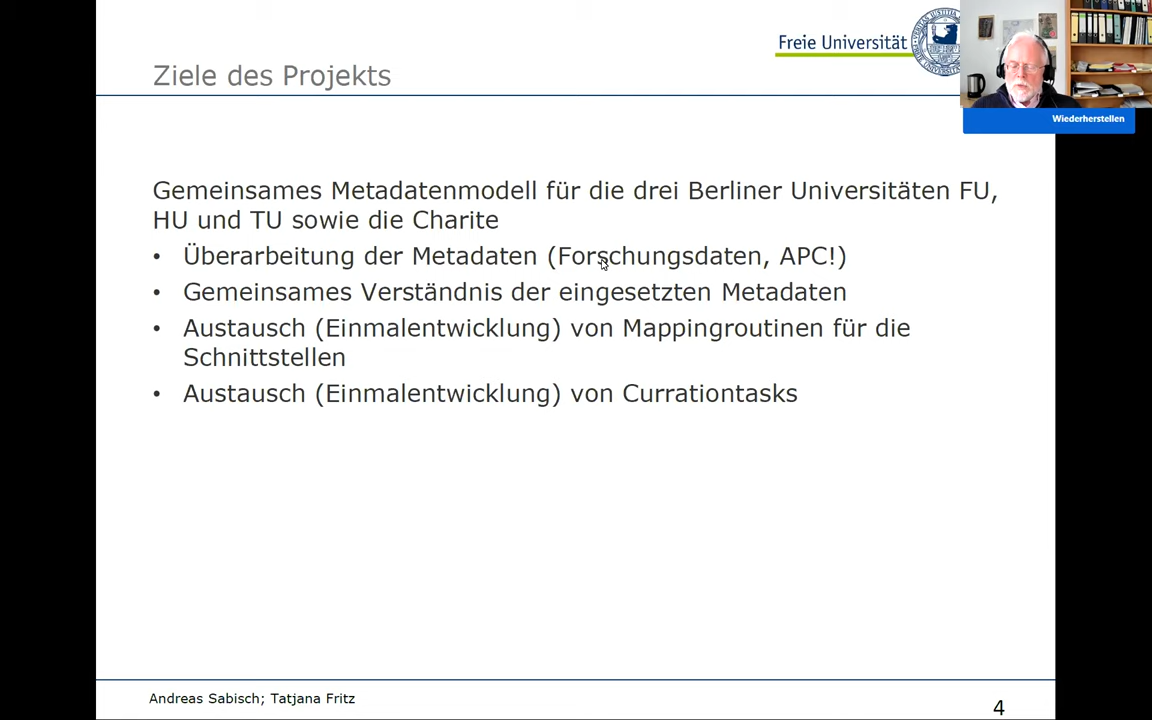 Freie Universität
Ziele des Projekts
Wiederherstellen
Gemeinsames Metadatenmodell für die drei Berliner Universitäten FU,
HU und TU sowie die Charite
• Überarbeitung der Metadaten (Forschungsdaten, APC!)
• Gemeinsames Verständnis der eingesetzten Metadaten
• Austausch (Einmalentwicklung) von Mappingroutinen für die
Schnittstellen
• Austausch (Einmalentwicklung) von Currationtasks
Andreas Sabisch; Tatjana Fritz
4